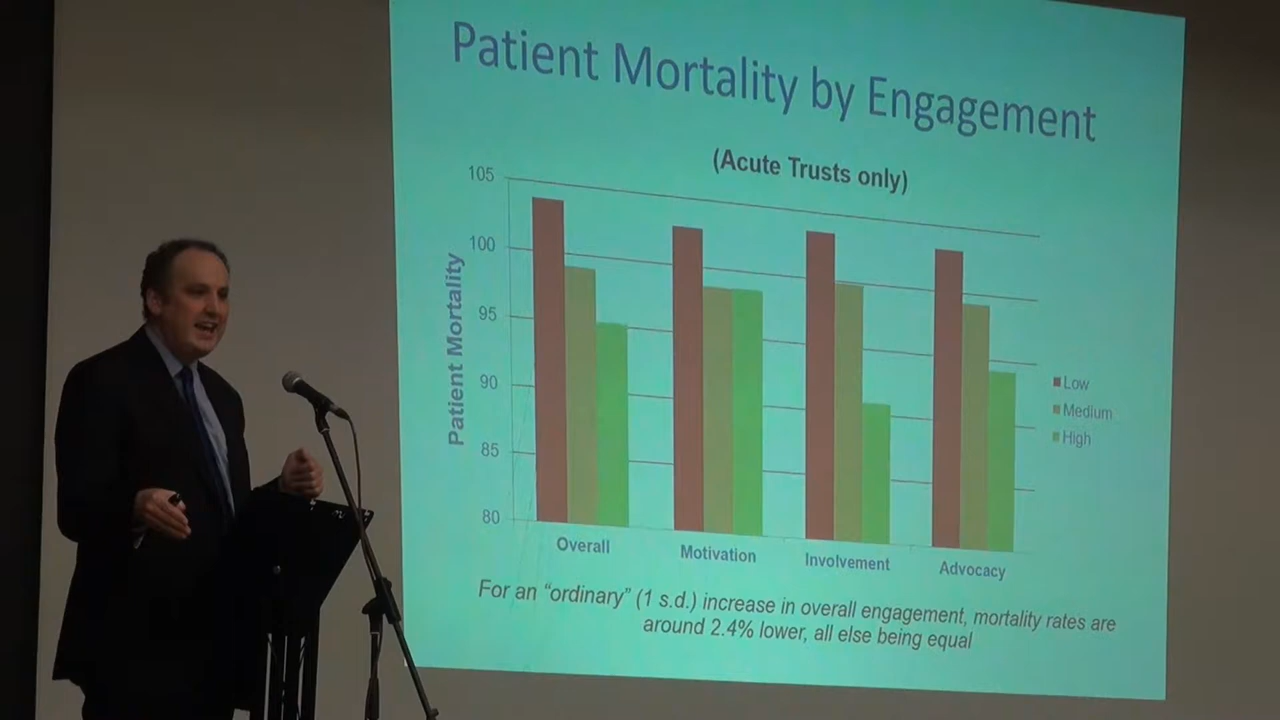 Patient Mortality by Engagement
(Acute Trusts only)
105
100
95
90
85
80
Patient Mortality
Overall
Motivation
Involvement
Advocacy
Low
Medium
High
For an “ordinary” (1 s.d.) increase in overall engagement, mortality rates are
around 2.4% lower, all else being equal